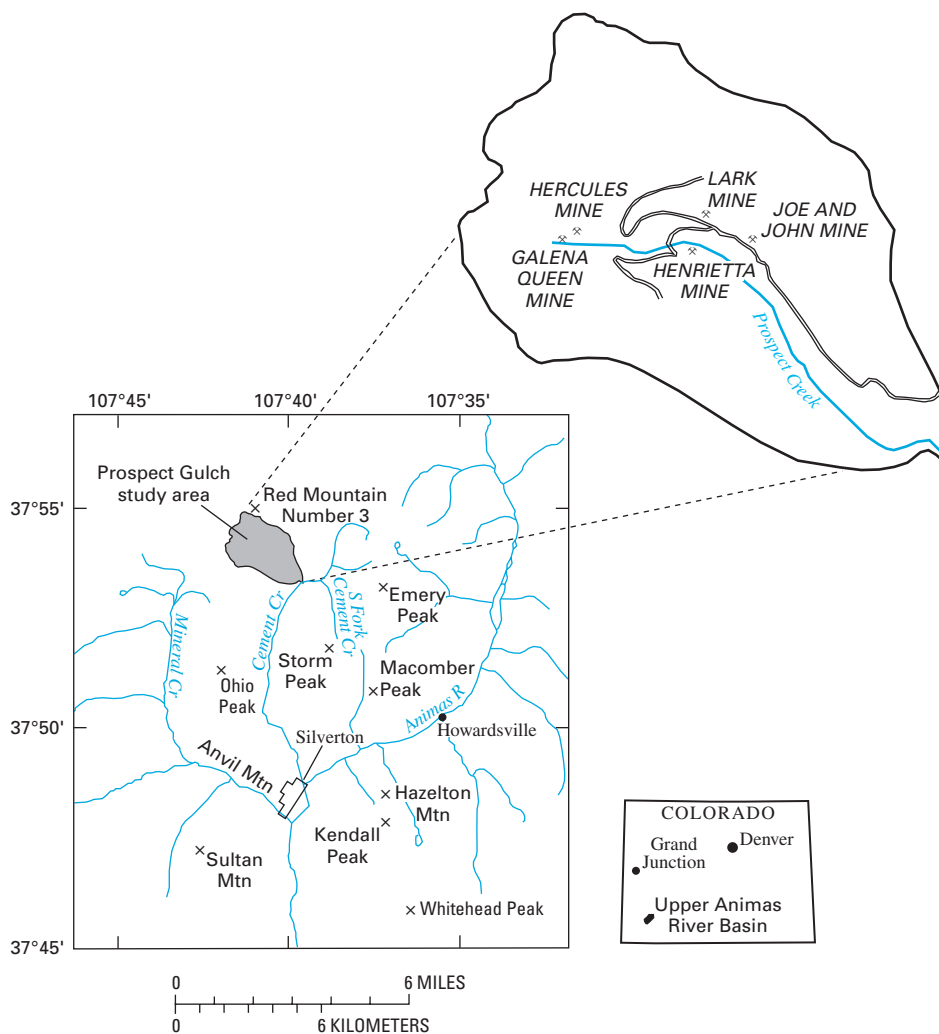 HERCULES
MINE
LARK
MINE
JOE AND
JOHN MINE
GALENA
QUEEN
MINE
HENRIETTA
MINE
Prospect Creek
107°45'
107°40'
107°35'
37°55'
37°50'
37°45'
Prospect Gulch
study area
Red Mountain
Number 3
Mineral Cr
Cement Cr
S Fork
Cement Cr
Emery
Peak
Storm
Peak
Ohio
Peak
Macomber
Peak
Animas R
Howardsville
Silverton
Anvil Mtn
Hazelton
Mtn
Kendall
Peak
Sultan
Mtn
Whitehead Peak
0
6 MILES
0
6 KILOMETERS
COLORADO
Denver
Grand
Junction
Upper Animas
River Basin